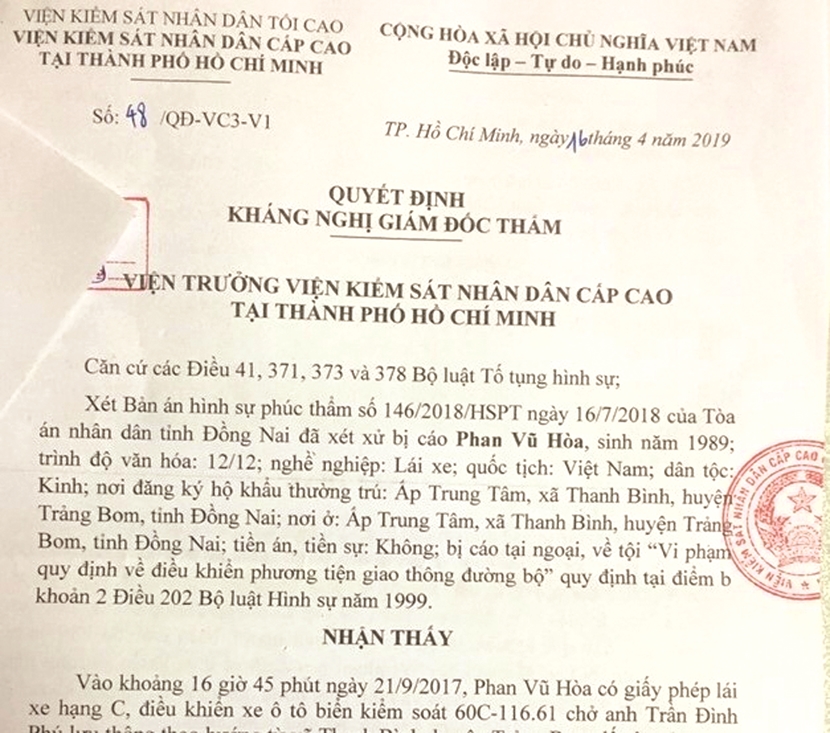 VIỆN KIỂM SÁT NHÂN DÂN TỐI CAO
VIỆN KIỂM SÁT NHÂN DÂN CẤP CAO
TẠI THÀNH PHỐ HỒ CHÍ MINH
CỘNG HÒA XÃ HỘI CHỦ NGHĨA VIỆT NAM
Độc lập – Tự do – Hạnh phúc
Số: 48 /QĐ-VC3-V1
TP. Hồ Chí Minh, ngày 16 tháng 4 năm 2019
QUYẾT ĐỊNH
KHÁNG NGHỊ GIÁM ĐỐC THẨM
VIỆN TRƯỞNG VIỆN KIỂM SÁT NHÂN DÂN CẤP CAO
TẠI THÀNH PHỐ HỒ CHÍ MINH
Căn cứ các Điều 41, 371, 373 và 378 Bộ luật Tố tụng hình sự;
Xét Bản án hình sự phúc thẩm số 146/2018/HSPT ngày 16/7/2018 của Tòa
án nhân dân tỉnh Đồng Nai đã xét xử bị cáo Phan Vũ Hòa, sinh năm 1989;
trình độ văn hóa: 12/12; nghề nghiệp: Lái xe; quốc tịch: Việt Nam; dân tộc:
Kinh; nơi đăng ký hộ khẩu thường trú: Ấp Trung Tâm, xã Thanh Bình, huyện
Trảng Bom, tỉnh Đồng Nai; nơi ở: Ấp Trung Tâm, xã Thanh Bình, huyện Trảng
Bom, tỉnh Đồng Nai; tiền án, tiền sự: Không; bị cáo tại ngoại, về tội “Vi phạm
quy định về điều khiển phương tiện giao thông đường bộ” quy định tại điểm b
khoản 2 Điều 202 Bộ luật Hình sự năm 1999.
VIỆN KIỂM SÁT NHÂN DÂN CẤP CAO
NHẬN THẤY
Vào khoảng 16 giờ 45 phút ngày 21/9/2017, Phan Vũ Hòa có giấy phép lái
xe hạng C, điều khiển xe ô tô biển kiểm soát 60C-116.61 chở anh Trần Đình